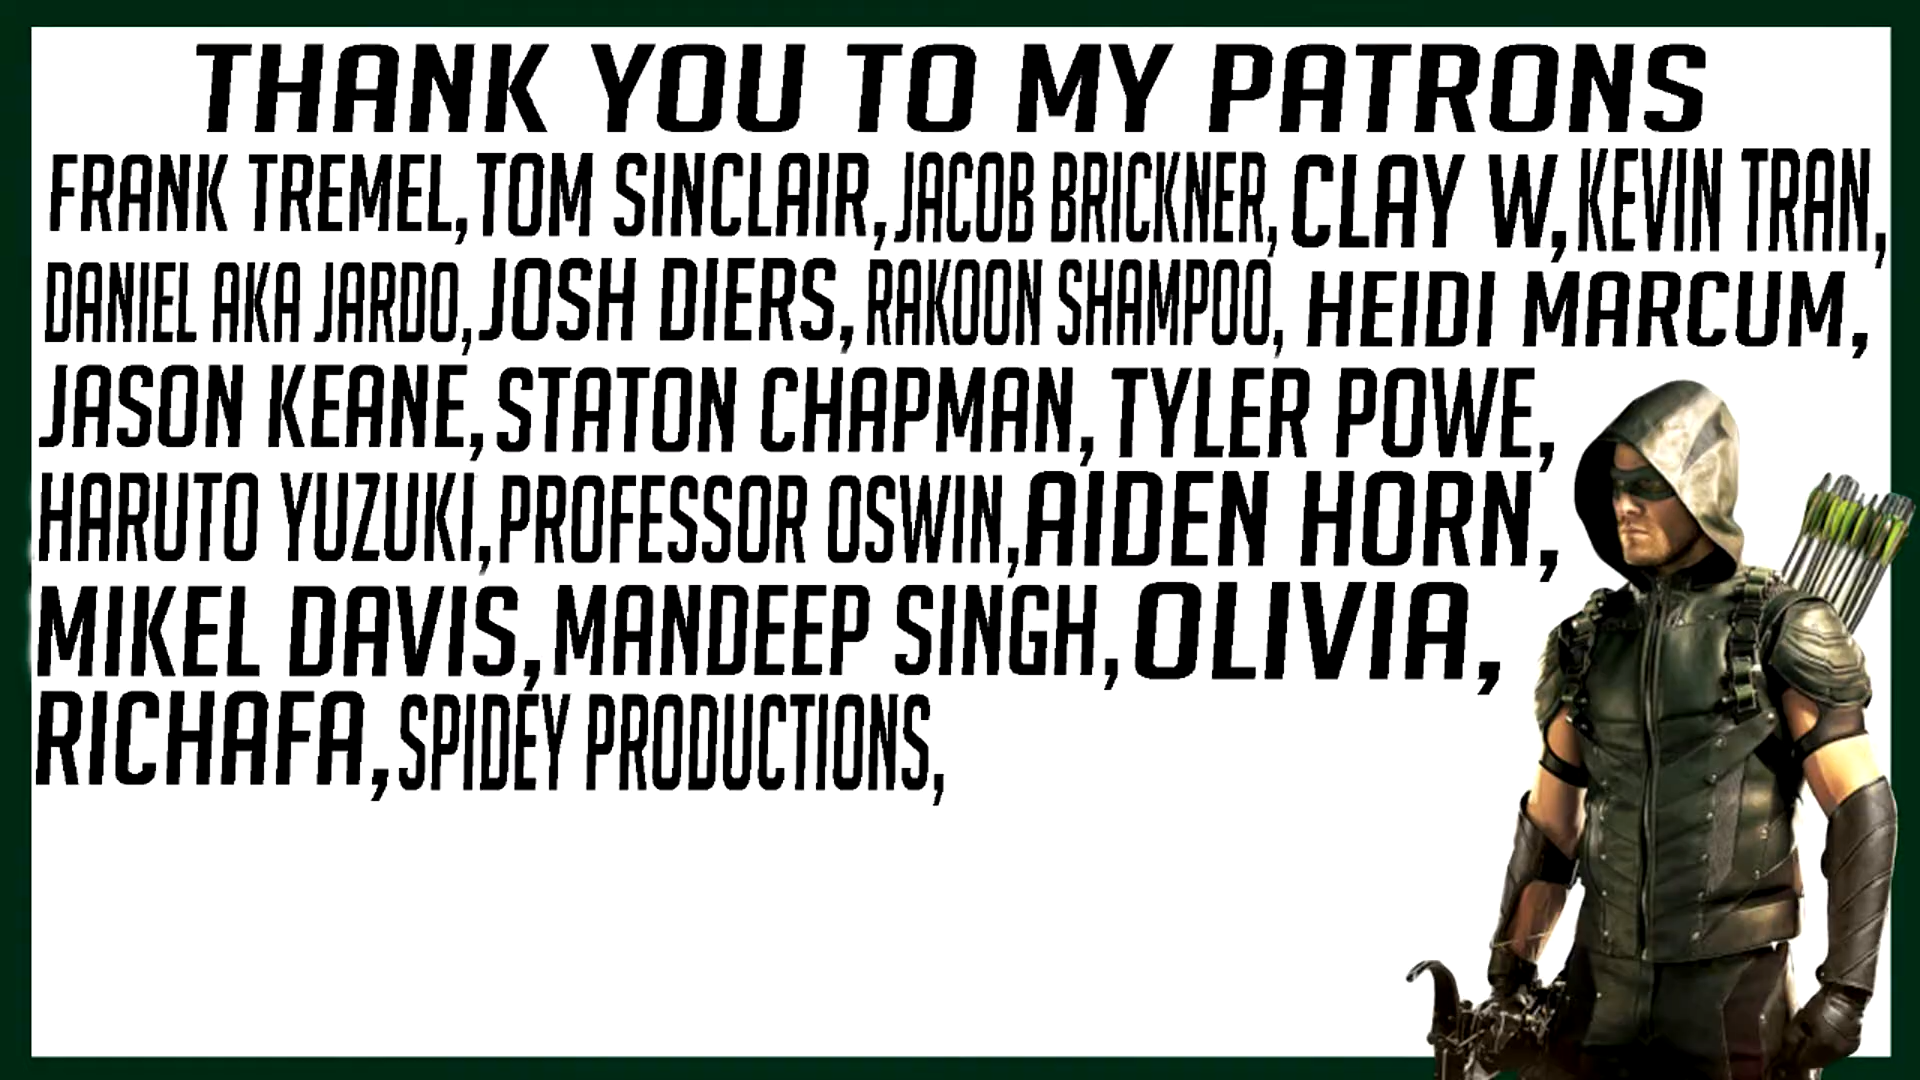 THANK YOU TO MY PATRONS
FRANK TREMEL, TOM SINCLAIR, JACOB BRICKNER, CLAY W, KEVIN TRAN,
DANIEL AKA JARDO, JOSH DIERS, RAKOON SHAMPOO, HEIDI MARCUM,
JASON KEANE, STATON CHAPMAN, TYLER POWE,
HARUTO YUZUKI, PROFESSOR OSWIN, AIDEN HORN,
MIKEL DAVIS, MANDEEP SINGH, OLIVIA,
RICHAFA, SPIDEY PRODUCTIONS,